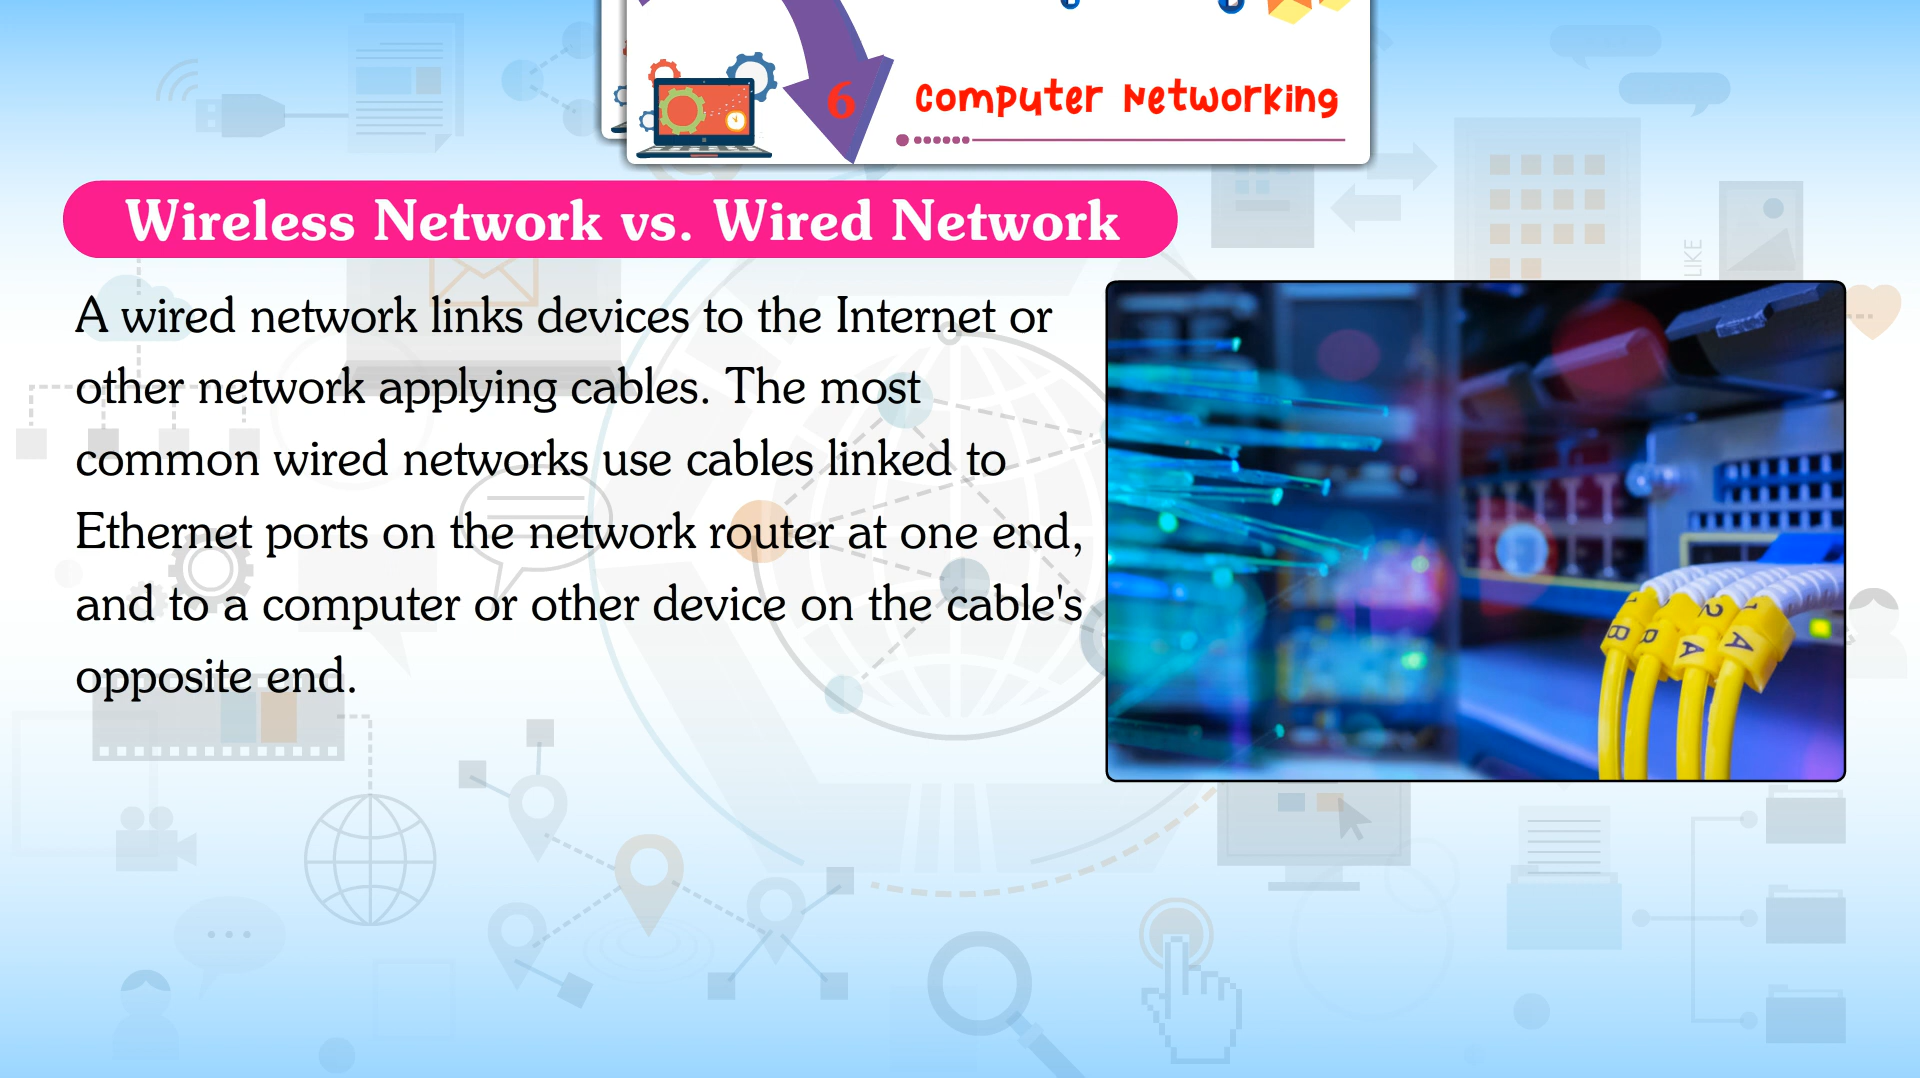 6
Computer Networking
Wireless Network vs. Wired Network
A wired network links devices to the Internet or
other network applying cables. The most
common wired networks use cables linked to
Ethernet ports on the network router at one end,
and to a computer or other device on the cable's
opposite end.
LIKE
B
B
2
A
A